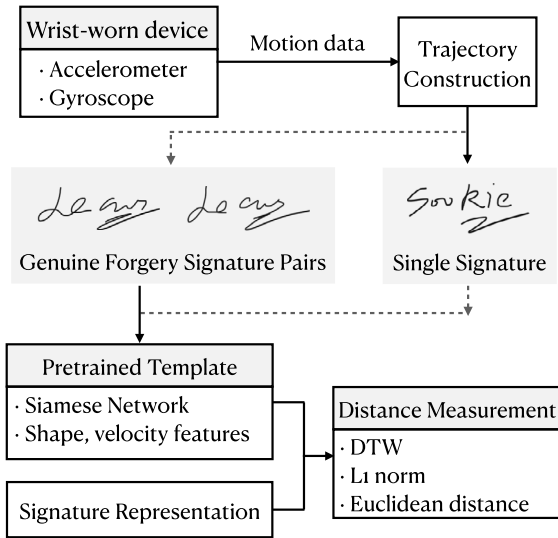 Wrist-worn device
· Accelerometer
· Gyroscope
Motion data
Trajectory
Construction
Sookie
Genuine Forgery Signature Pairs
Single Signature
Pretrained Template
· Siamese Network
· Shape, velocity features
Distance Measurement
· DTW
· L1 norm
· Euclidean distance
Signature Representation